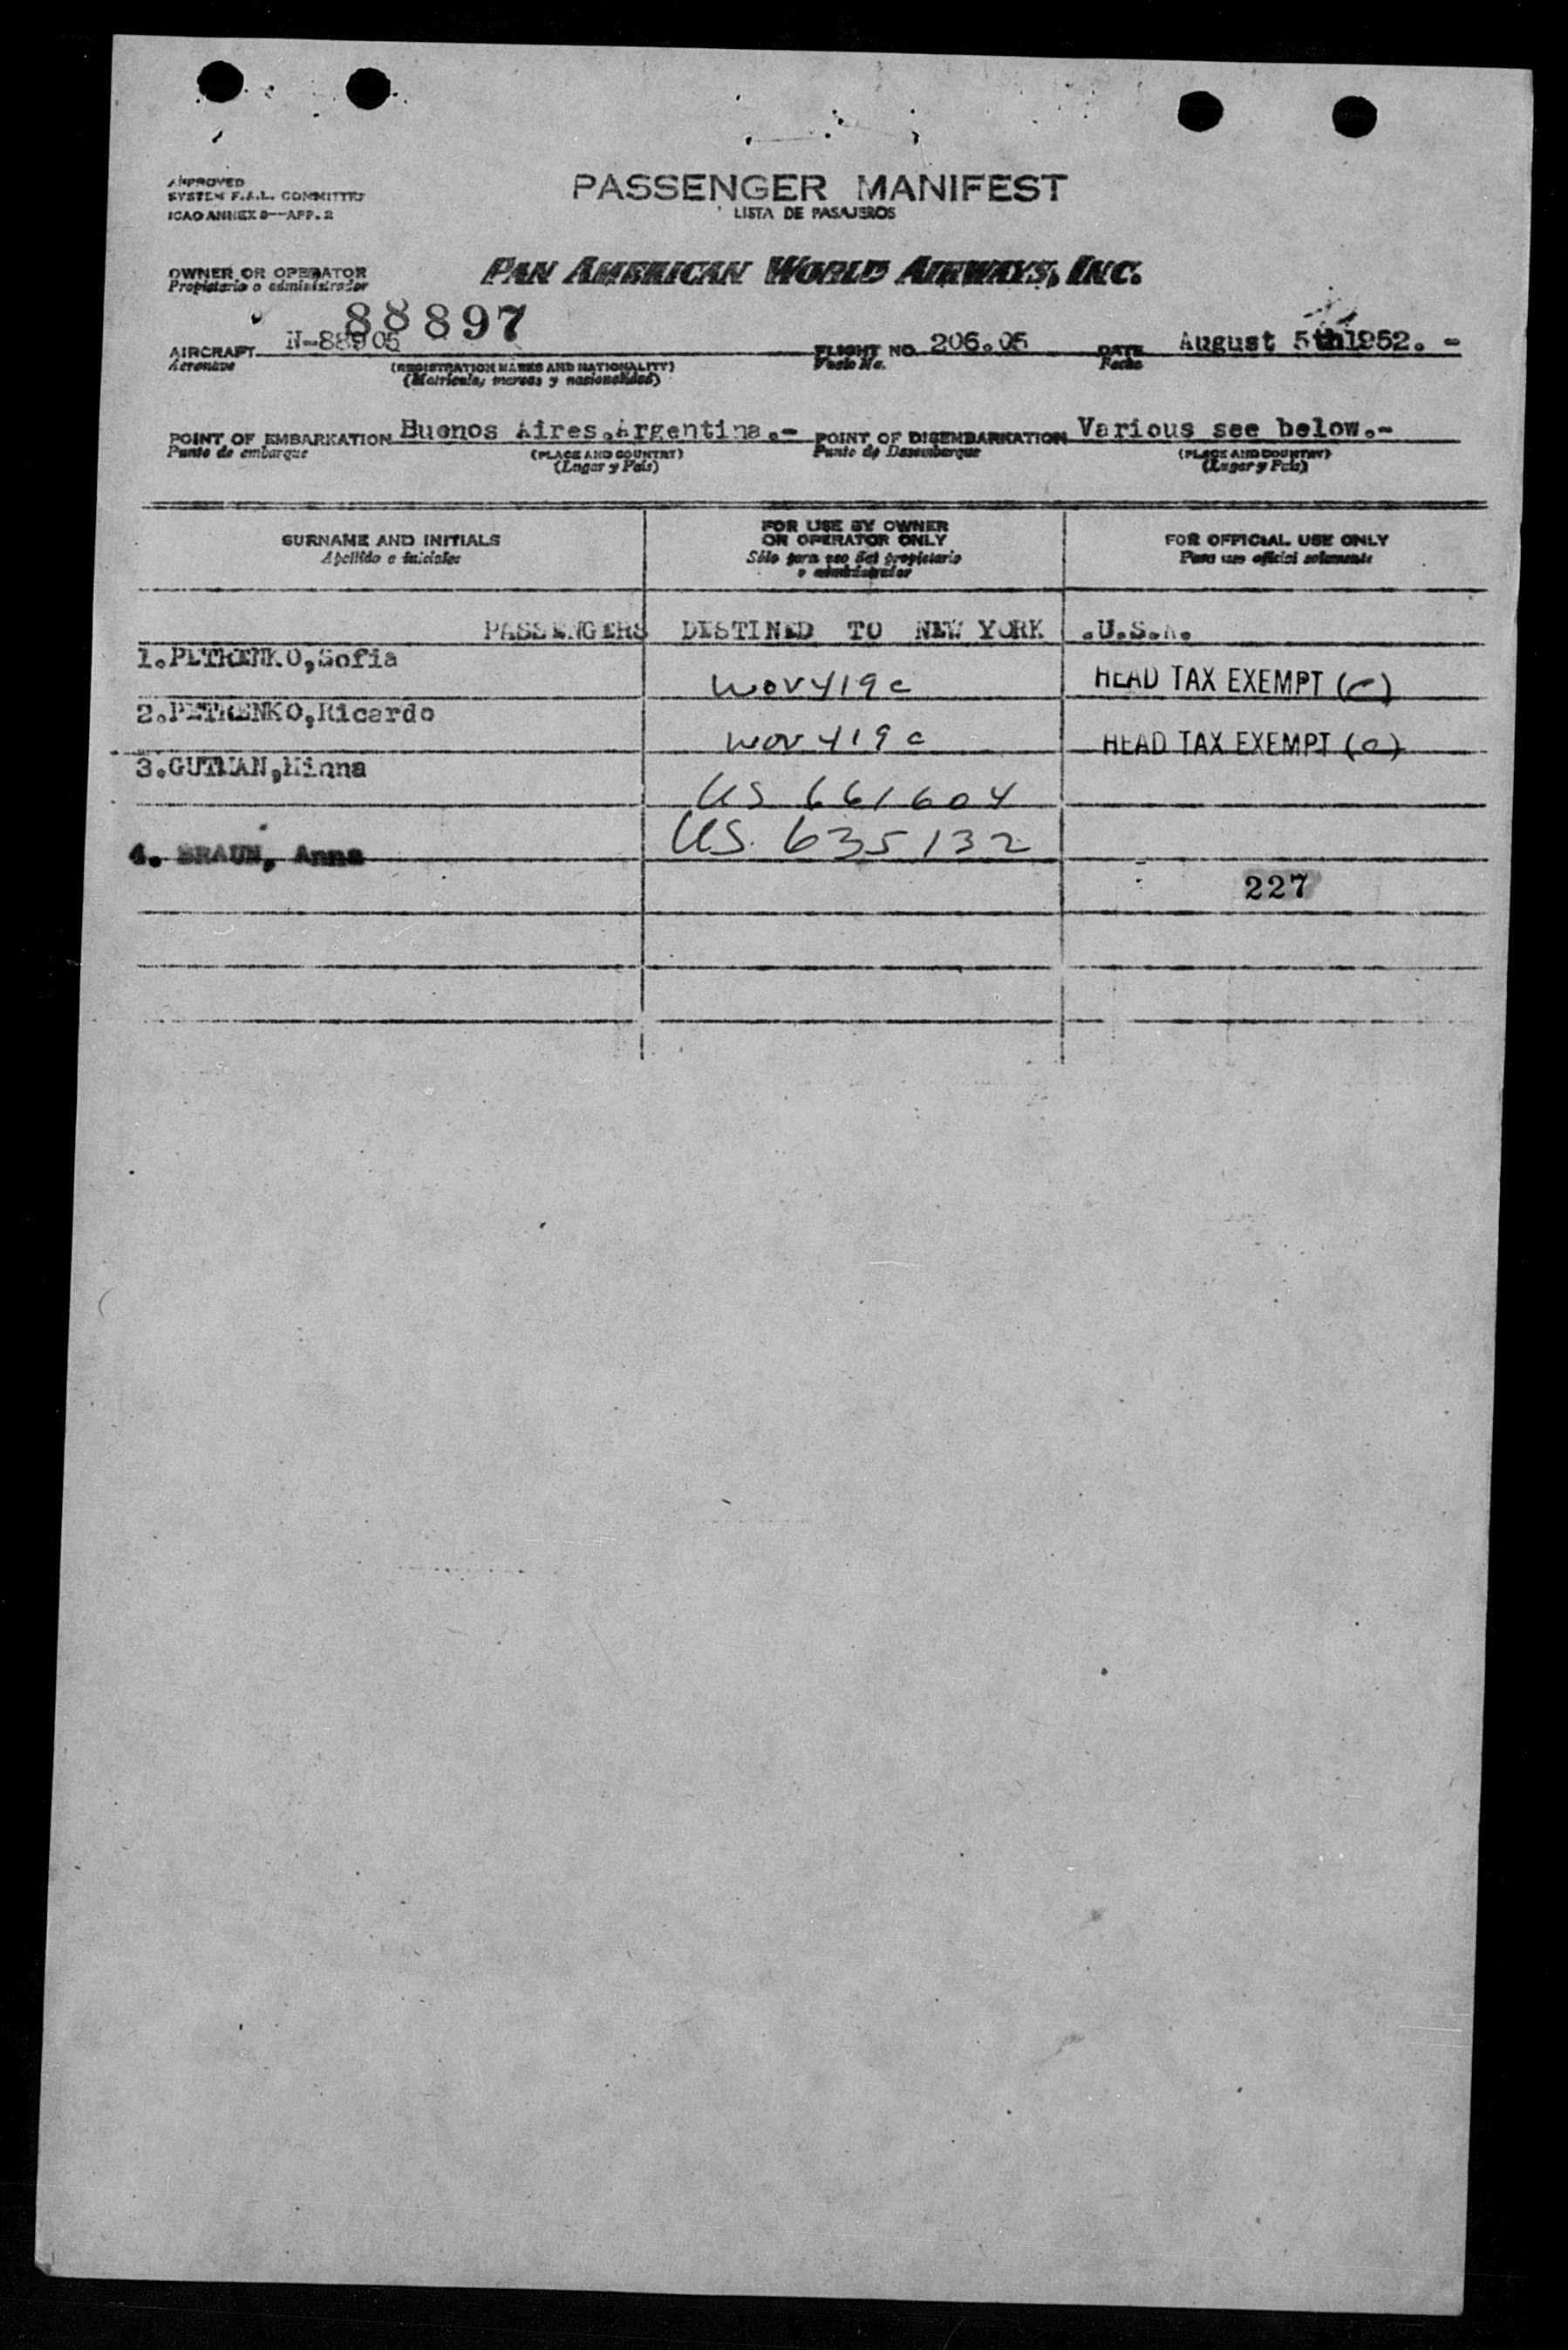 APPROVED
SYSTEM F.A.L. COMMITTEE
ICAO ANNEX 9—APP. 2
PASSENGER MANIFEST
LISTA DE PASAJEROS
OWNER OR OPERATOR
Propietario o administrador
PAN AMERICAN WORLD AIRWAYS, INC.
88897
AIRCRAFT N-88905 FLIGHT NO. 206.05 DATE August 5th1952. -
Aeronave (REGISTRATION MARKS AND NATIONALITY) Vuelo No. Fecha
(Matrícula, marcas y nacionalidad)
POINT OF EMBARKATION Buenos Aires.Argentina.- POINT OF DISEMBARKATION Various see below.-
Punto de embarque (PLACE AND COUNTRY) Punto de Desembarque (PLACE AND COUNTRY)
(Lugar y País) (Lugar y País)
SURNAME AND INITIALS FOR USE BY OWNER OR OPERATOR ONLY FOR OFFICIAL USE ONLY
Apellido e iniciales Sólo para uso del propietario o administrador Para uso oficial solamente
PASSENGERS DESTINED TO NEW YORK .U.S.A.
1.PETRENKO,Sofia
HEAD TAX EXEMPT (c)
2.PETRENKO,Ricardo
HEAD TAX EXEMPT (c)
3.GUTMAN,Minna
US 661604
4. BRAUN, Anna US. 635132
227